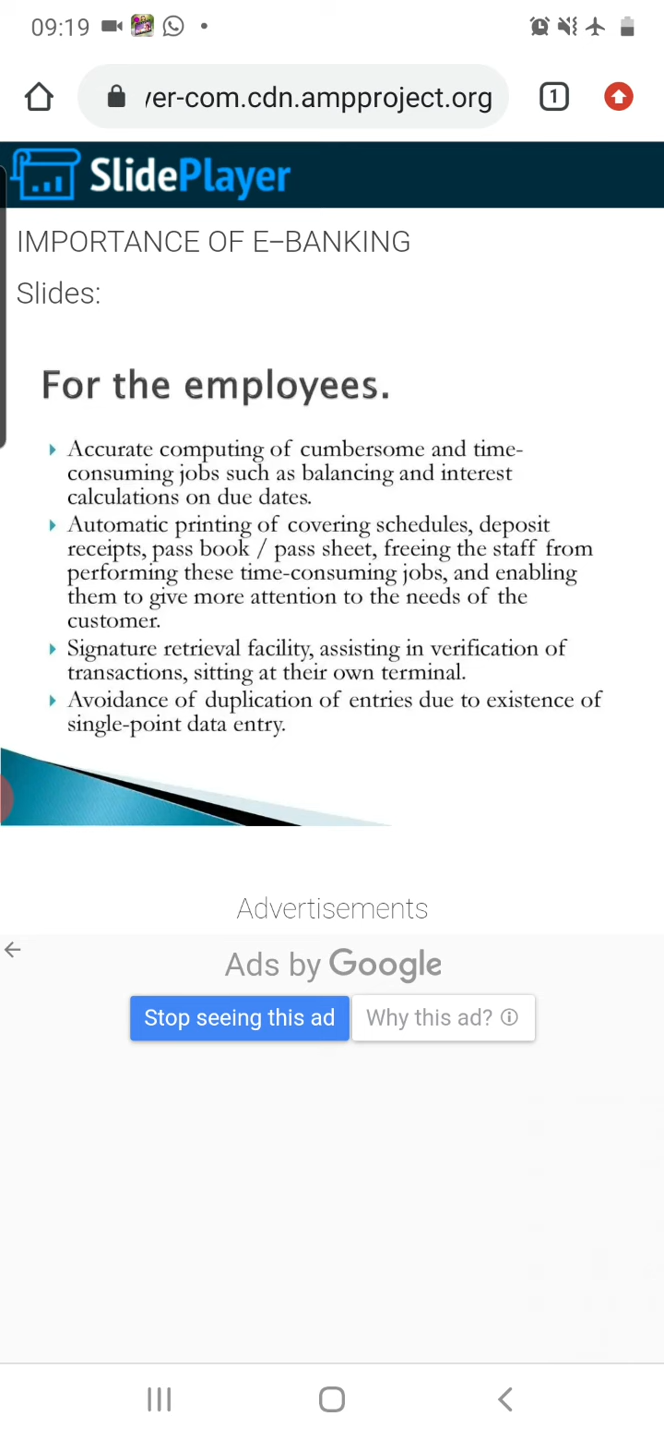 09:19
/er-com.cdn.ampproject.org
1
SlidePlayer
IMPORTANCE OF E-BANKING
Slides:
For the employees.
Accurate computing of cumbersome and time-
consuming jobs such as balancing and interest
calculations on due dates.
Automatic printing of covering schedules, deposit
receipts, pass book / pass sheet, freeing the staff from
performing these time-consuming jobs, and enabling
them to give more attention to the needs of the
customer.
Signature retrieval facility, assisting in verification of
transactions, sitting at their own terminal.
Avoidance of duplication of entries due to existence of
single-point data entry.
Advertisements
Ads by Google
Stop seeing this ad
Why this ad?